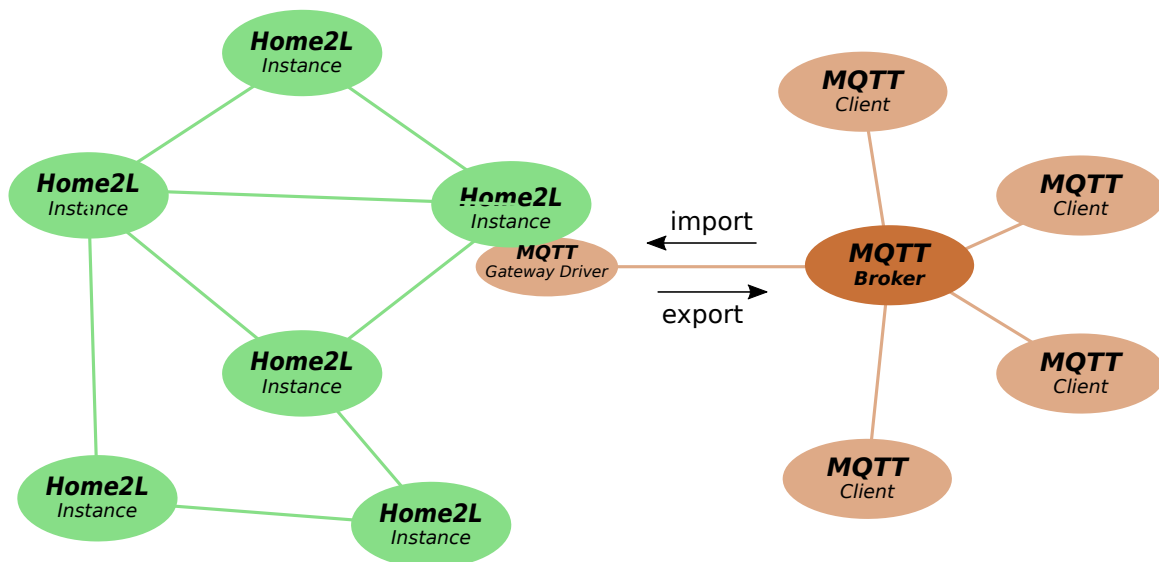 Home2L
Instance
MQTT
Client
Home2L
Instance
Home2L
Instance
MQTT
Client
import
MQTT
Gateway Driver
MQTT
Broker
export
Home2L
Instance
MQTT
Client
MQTT
Client
Home2L
Instance
Home2L
Instance